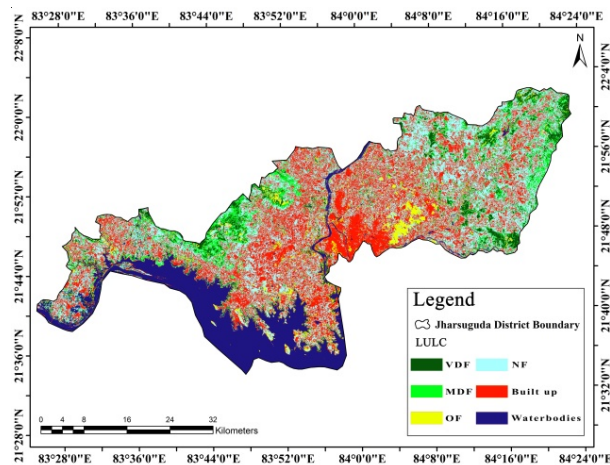 83°28'0"E 83°36'0"E 83°44'0"E 83°52'0"E 84°0'0"E 84°8'0"E 84°16'0"E 84°24'0"E
N
22°8'0"N
22°0'0"N
21°52'0"N
21°44'0"N
21°36'0"N
21°28'0"N
22°4'0"N
21°56'0"N
21°48'0"N
21°40'0"N
21°32'0"N
Legend
Jharsuguda District Boundary
LULC
VDF NF
MDF Built up
OF Waterbodies
0 2 4 8 16 24 32
Kilometers
83°28'0"E 83°36'0"E 83°44'0"E 83°52'0"E 84°0'0"E 84°8'0"E 84°16'0"E 84°24'0"E